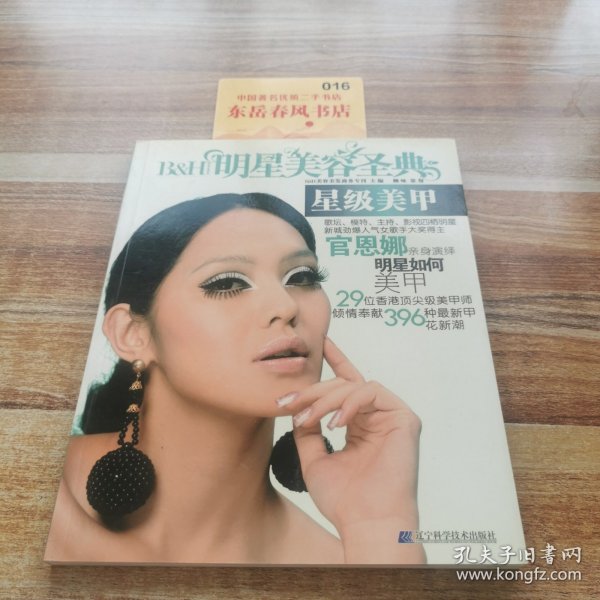 016
中国著名优质二手书店
东岳春风书店
B&H 明星美容圣典
主编
星级美甲
歌坛、模特、主持、影视四栖明星
新城劲爆人气女歌手大奖得主
官恩娜亲身演绎
明星如何
美甲
29位香港顶尖级美甲师
倾情奉献396种最新甲
花新潮
辽宁科学技术出版社
孔夫子旧书网
www.kongfz.com